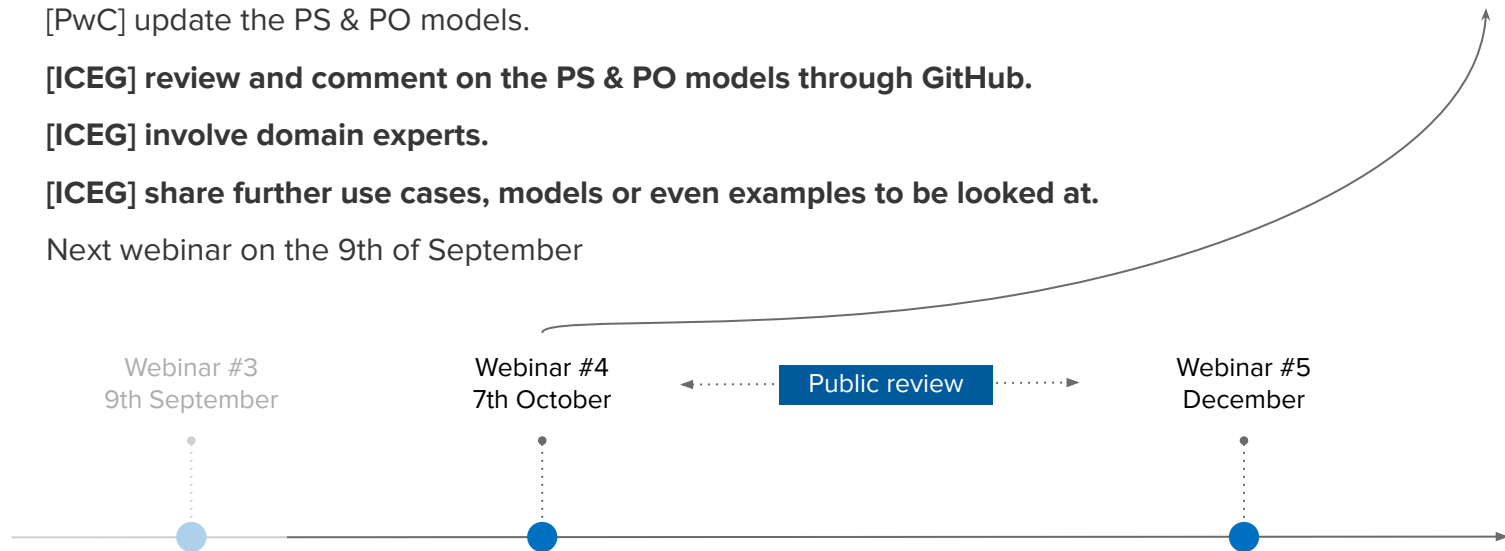 [PwC] update the PS & PO models.
[ICEG] review and comment on the PS & PO models through GitHub.
[ICEG] involve domain experts.
[ICEG] share further use cases, models or even examples to be looked at.
Next webinar on the 9th of September
Webinar #3
9th September
Webinar #4
7th October
Public review
Webinar #5
December